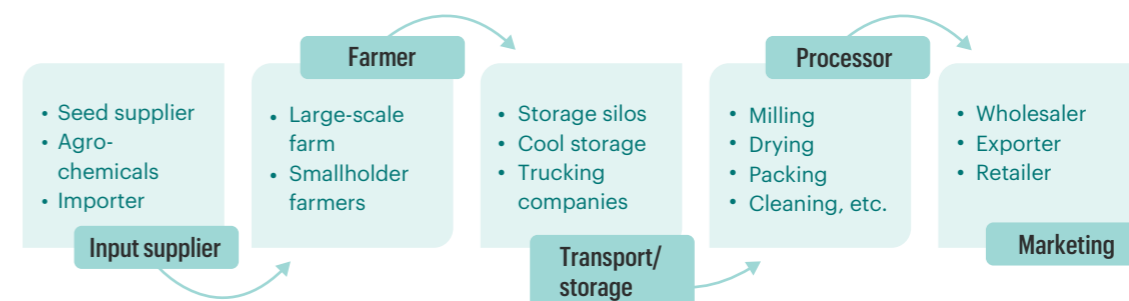 Input supplier
• Seed supplier
• Agro-
chemicals
• Importer
Farmer
• Large-scale
farm
• Smallholder
farmers
Transport/
storage
• Storage silos
• Cool storage
• Trucking
companies
Processor
• Milling
• Drying
• Packing
• Cleaning, etc.
Marketing
• Wholesaler
• Exporter
• Retailer